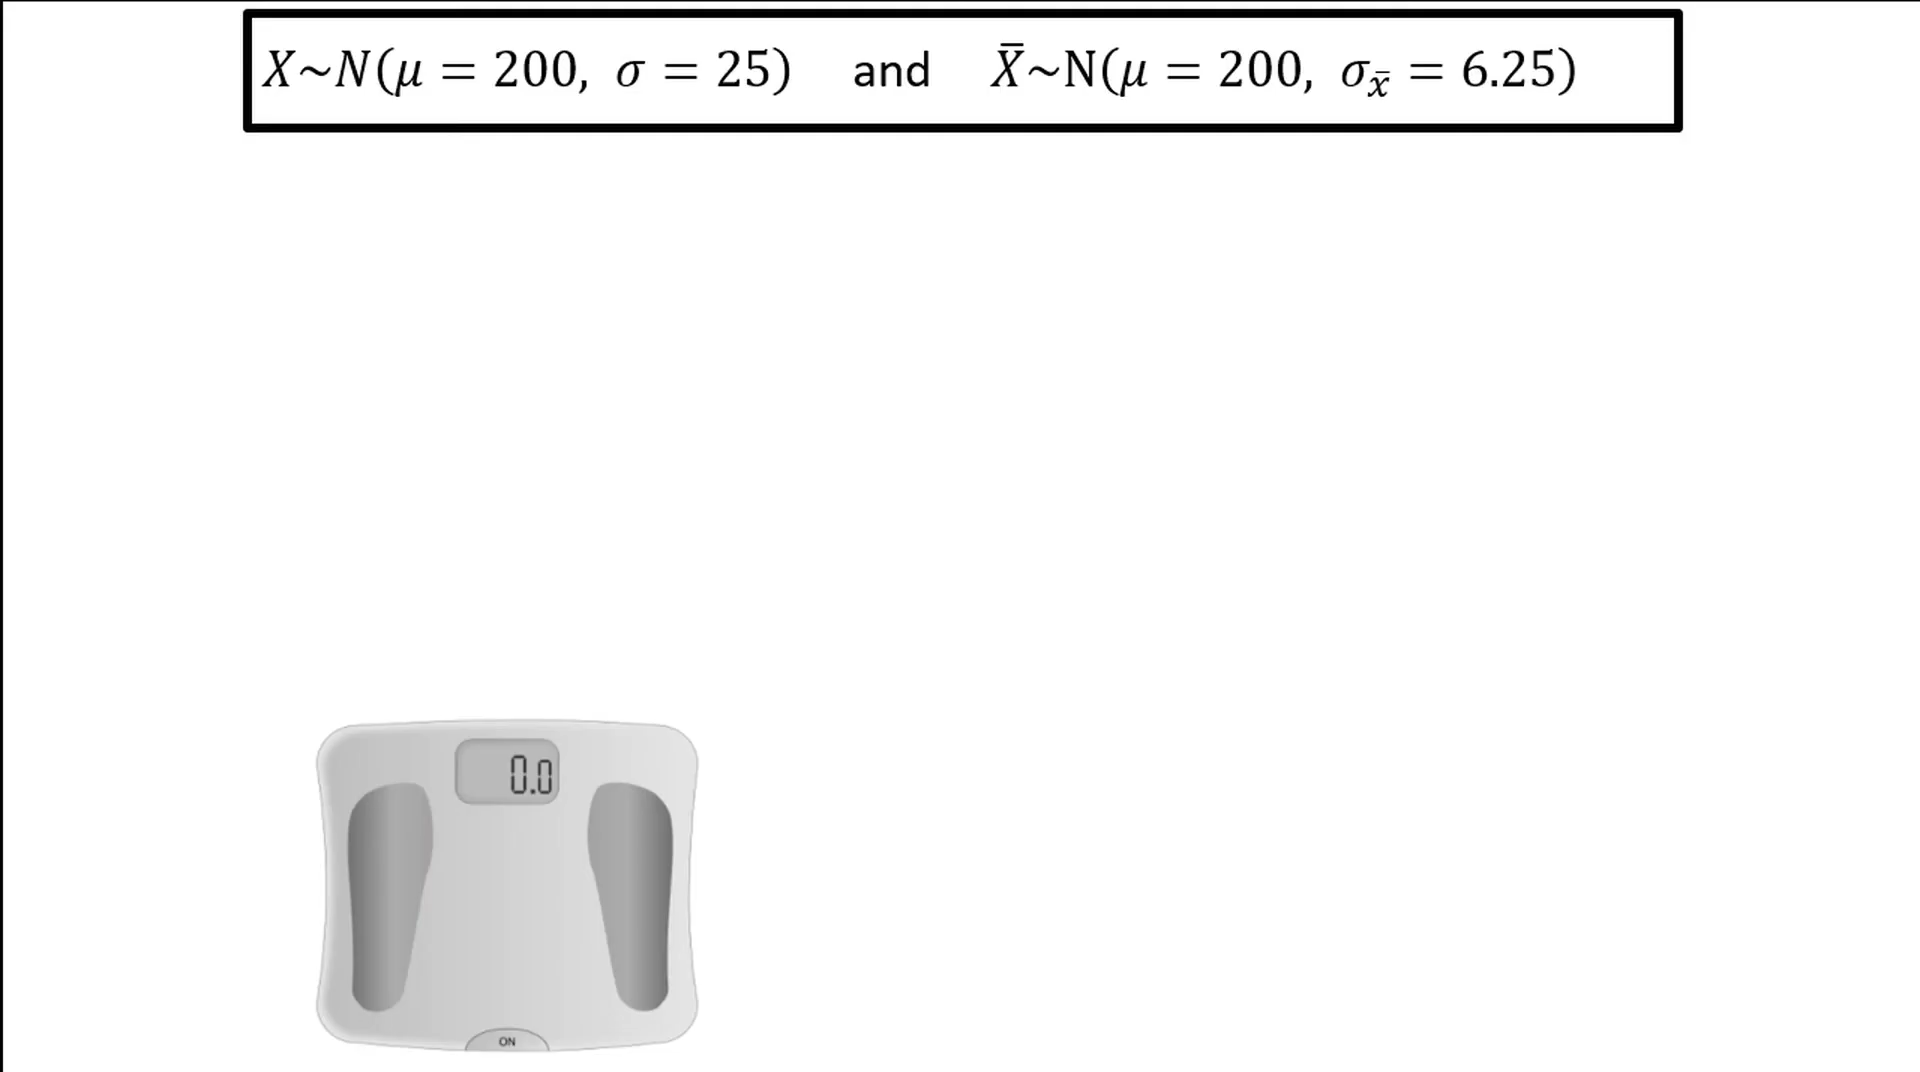 X~N(μ = 200, σ = 25) and X̄~N(μ = 200, σ_x̄ = 6.25)
0.0
ON